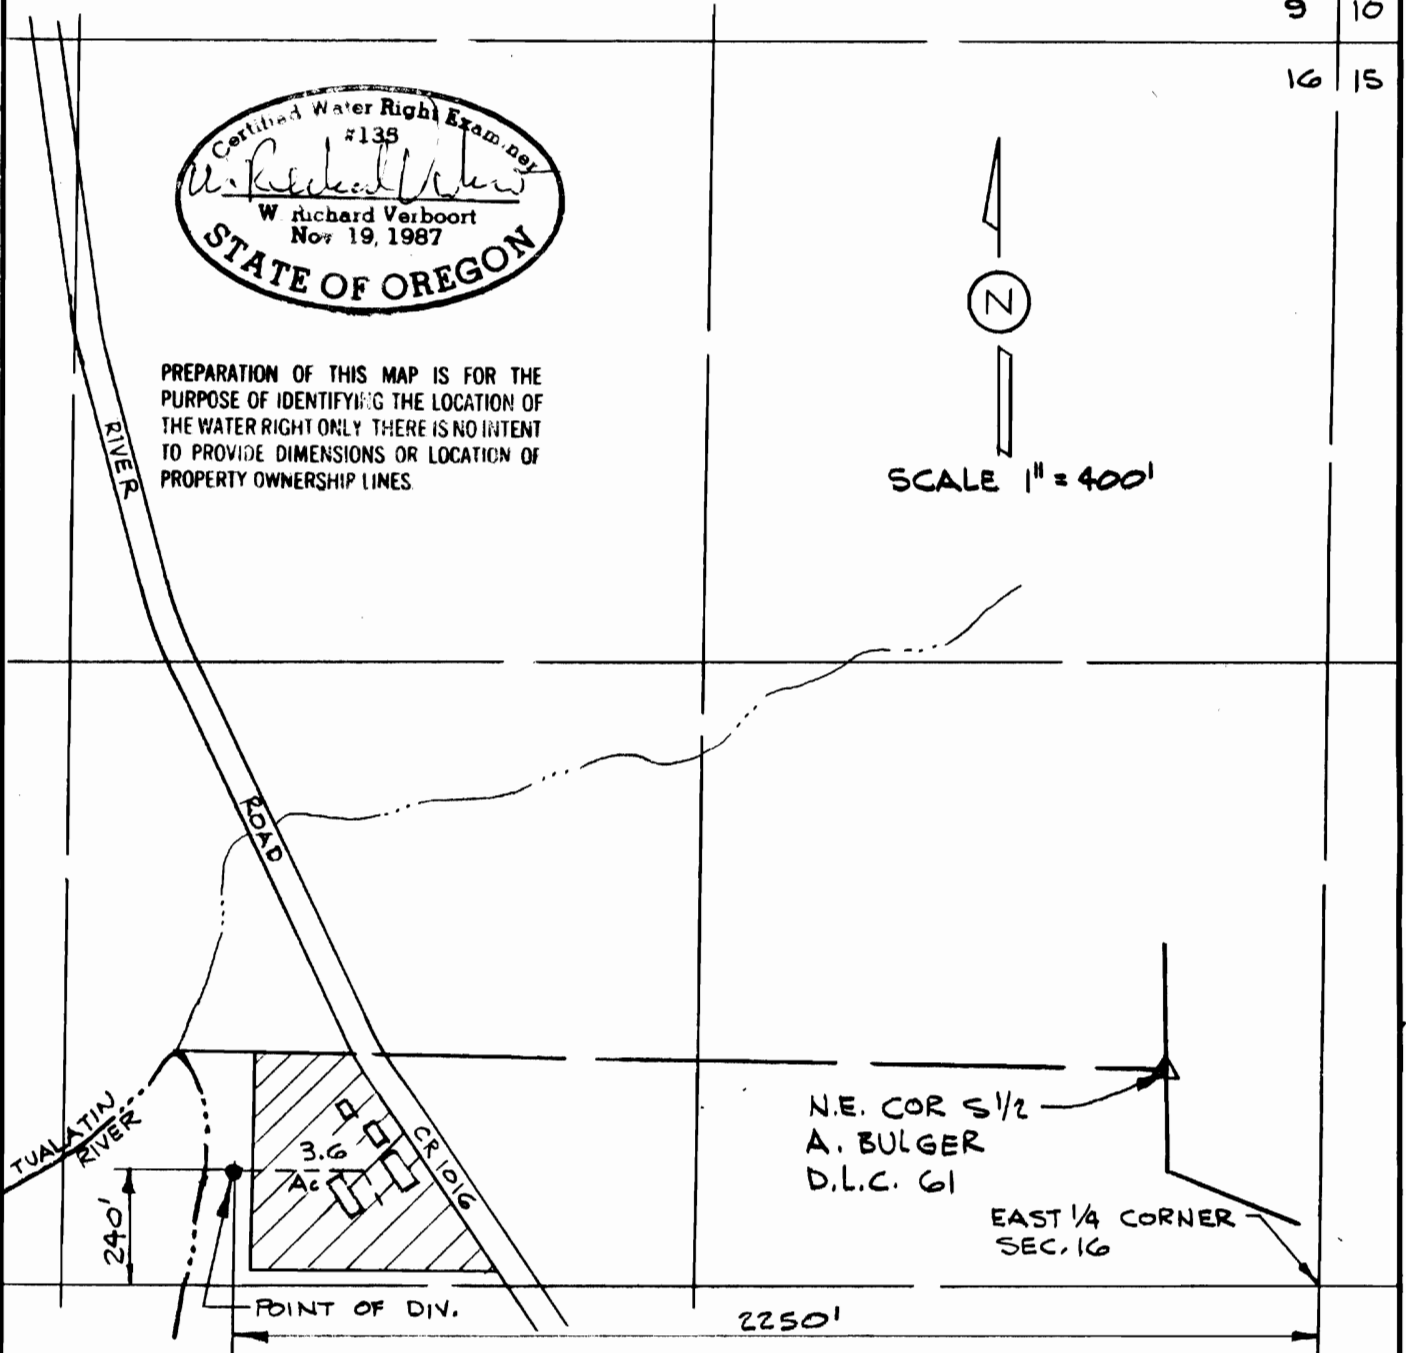 9 | 10
16 | 15
Certified Water Right Examiner
#135
W. Richard Verboort
Nov 19, 1987
STATE OF OREGON
N
PREPARATION OF THIS MAP IS FOR THE
PURPOSE OF IDENTIFYING THE LOCATION OF
THE WATER RIGHT ONLY THERE IS NO INTENT
TO PROVIDE DIMENSIONS OR LOCATION OF
PROPERTY OWNERSHIP LINES.
SCALE 1" = 400'
RIVER
ROAD
TUALATIN
RIVER
3.6
Ac
CR 1016
N.E. COR S 1/2
A. BULGER
D.L.C. 61
EAST 1/4 CORNER
SEC. 16
240'
POINT OF DIV.
2250'